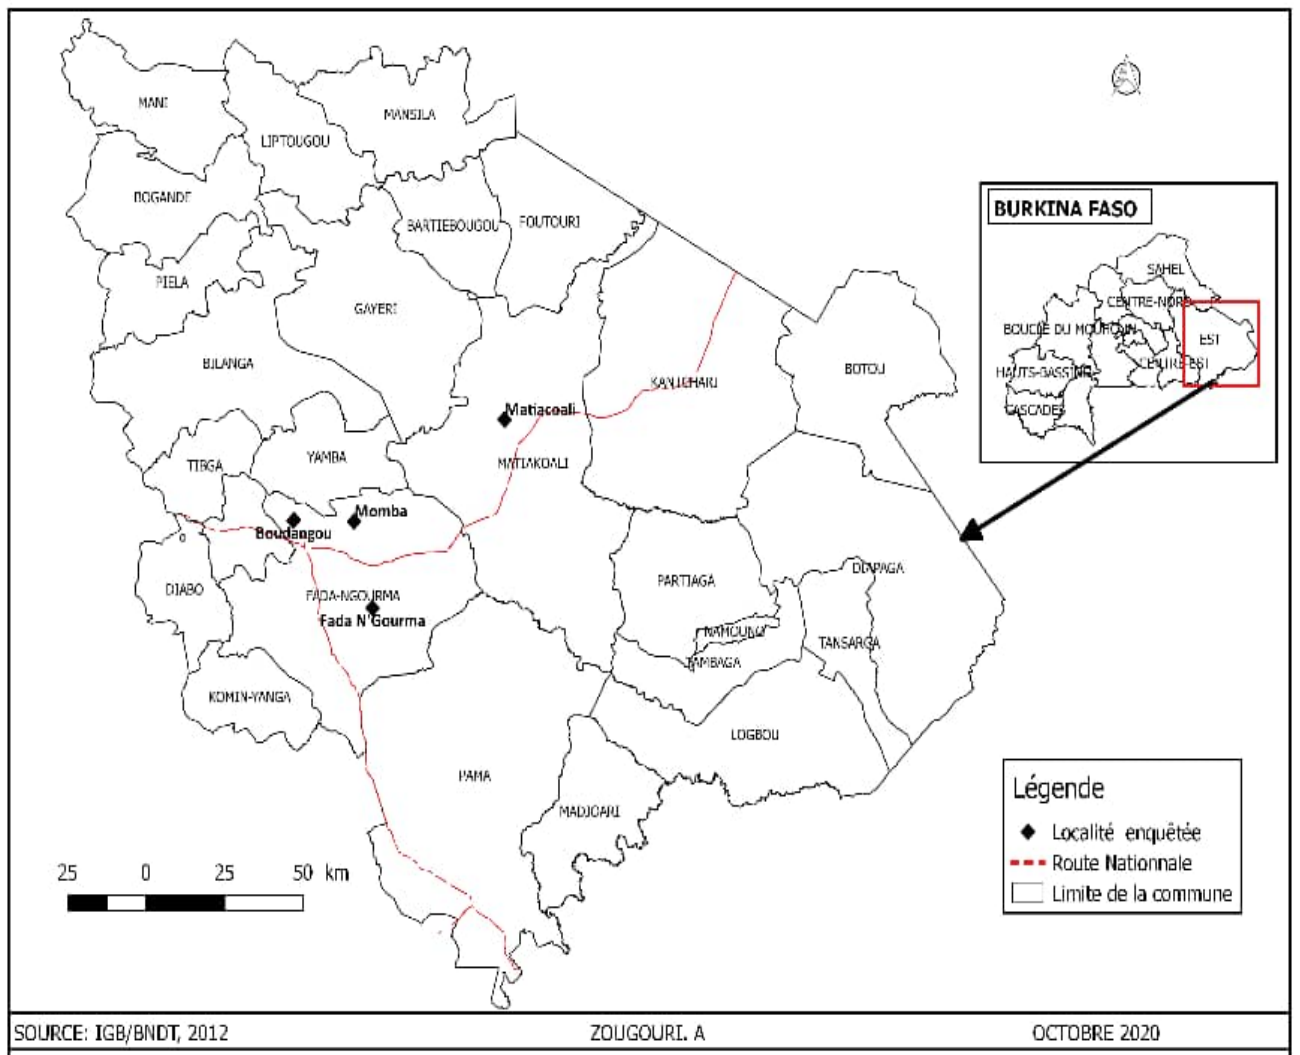 MANI
MANSILA
LIPTOUGOU
BOGANDE
BARTIEBOUGOU
FOUTOURI
PIELA
GAYERI
BILANGA
KANTCHARI
BOTOU
Matiacoali
MATIAKOALI
TIBGA
YAMBA
Momba
Boudangou
DIABO
FADA-NGOURMA
Fada N'Gourma
PARTIAGA
DIAPAGA
NAMOUNO
TAMBAGA
TANSARGA
KOMIN-YANGA
LOGBOU
PAMA
MADJOARI
BURKINA FASO
SAHEL
CENTRE-NORD
BOUCLE DU MOUHOUN
EST
CENTRE-EST
HAUTS-BASSINS
CASCADES
Légende
Localité enquêtée
Route Nationnale
Limite de la commune
25 0 25 50 km
SOURCE: IGB/BNDT, 2012 ZOUGOURI. A OCTOBRE 2020